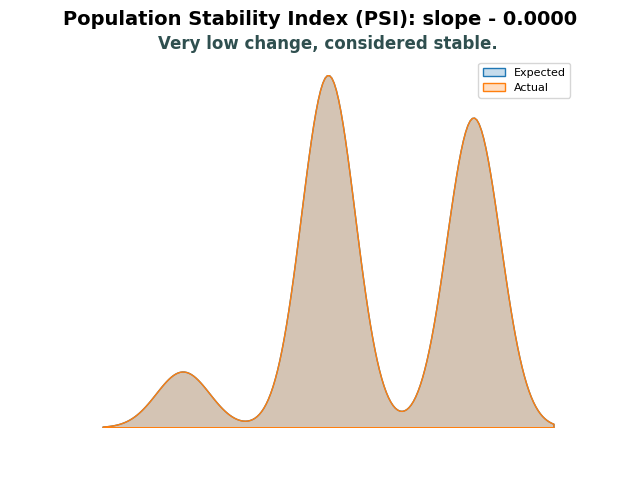 Population Stability Index (PSI): slope - 0.0000
Very low change, considered stable.
Expected
Actual